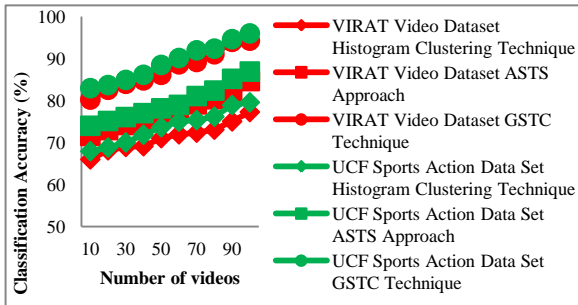 Classification Accuracy (%)
100
90
80
70
60
50
10 30 50 70 90
Number of videos
VIRAT Video Dataset
Histogram Clustering Technique
VIRAT Video Dataset ASTS
Approach
VIRAT Video Dataset GSTC
Technique
UCF Sports Action Data Set
Histogram Clustering Technique
UCF Sports Action Data Set
ASTS Approach
UCF Sports Action Data Set
GSTC Technique